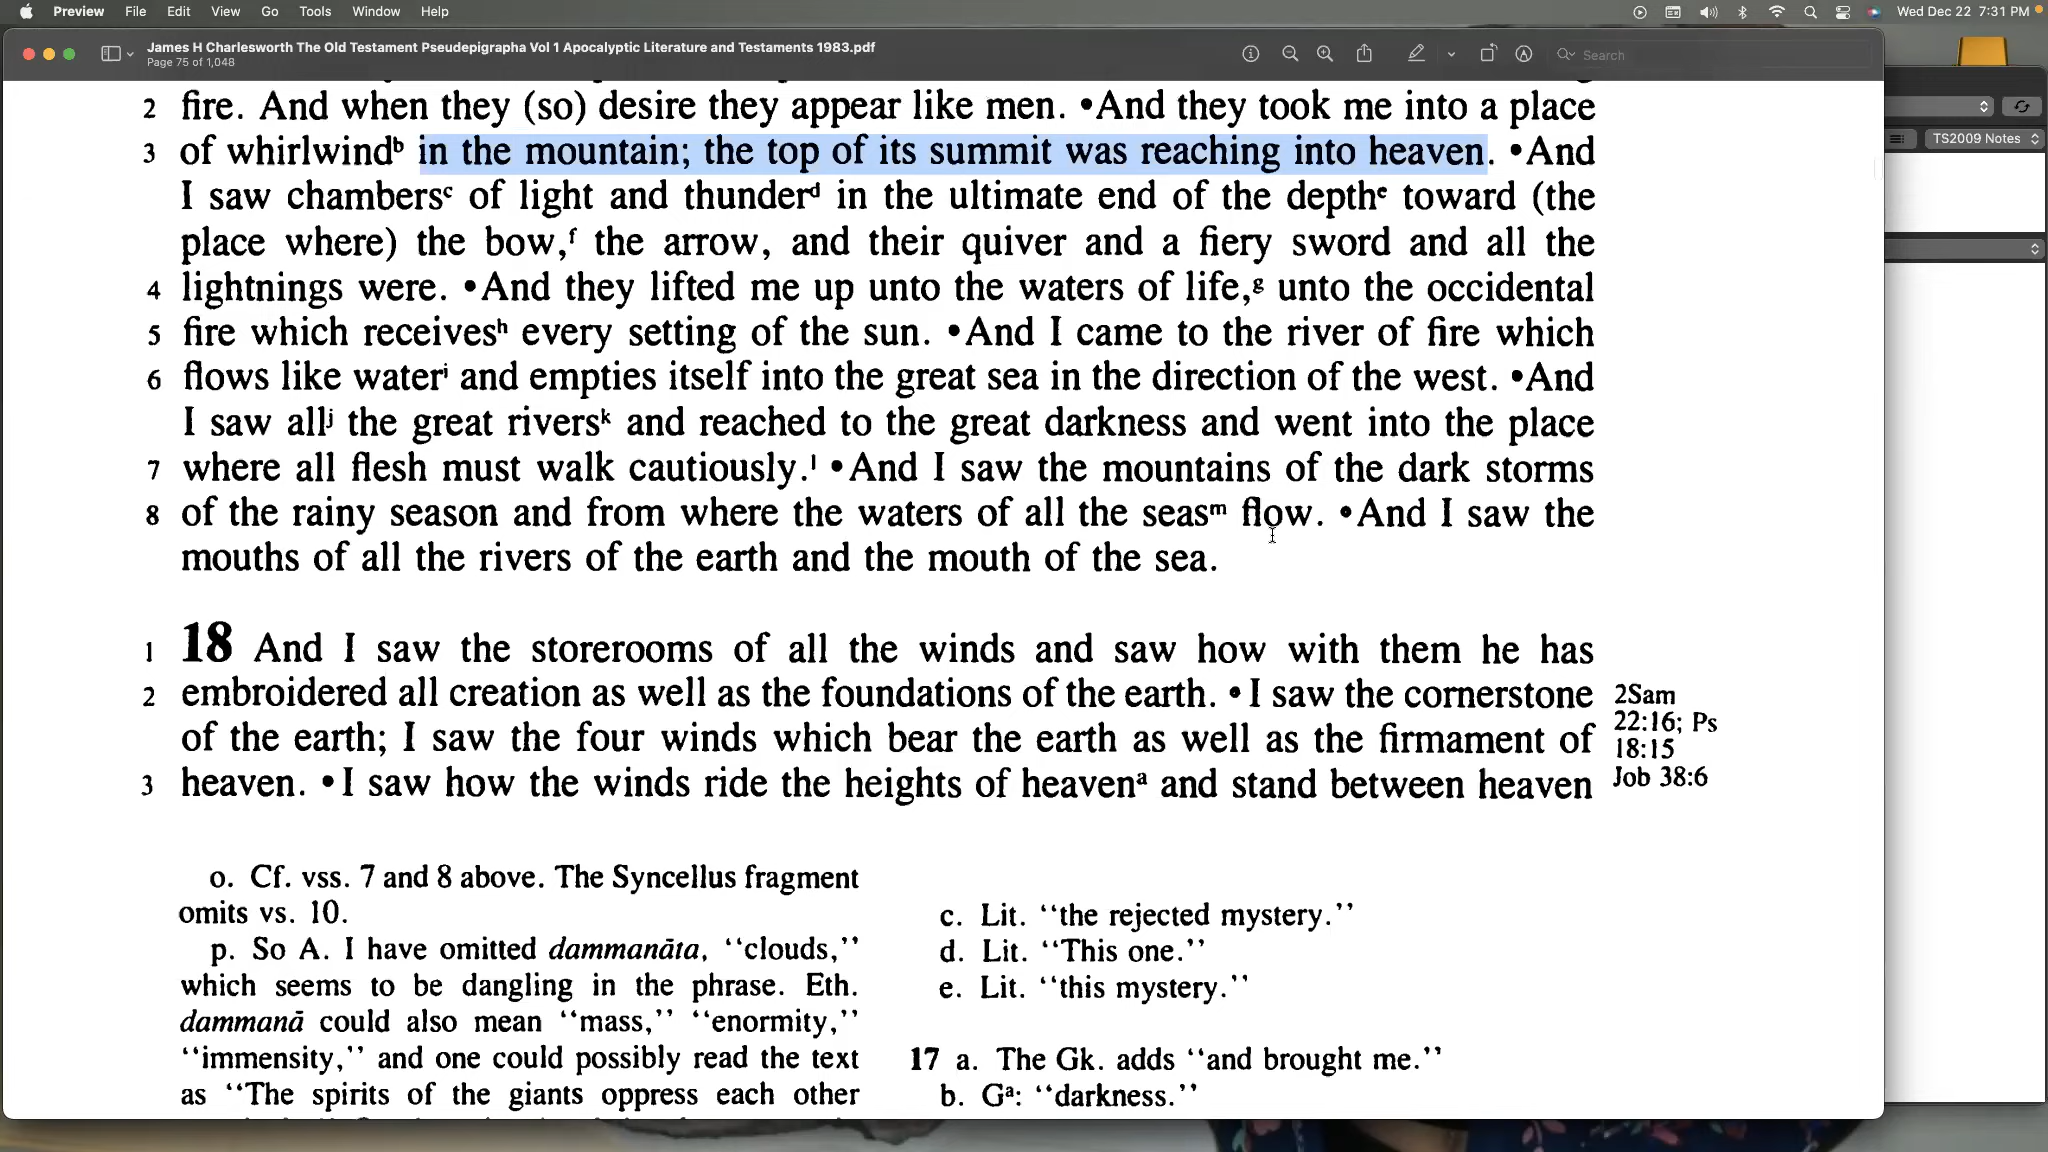 Preview File Edit View Go Tools Window Help Wed Dec 22 7:31 PM
James H Charlesworth The Old Testament Pseudepigrapha Vol 1 Apocalyptic Literature and Testaments 1983.pdf
Page 75 of 1,048
Search
TS2009 Notes
2 fire. And when they (so) desire they appear like men. •And they took me into a place
3 of whirlwindᵇ in the mountain; the top of its summit was reaching into heaven. •And
I saw chambersᶜ of light and thunderᵈ in the ultimate end of the depthᵉ toward (the
place where) the bow,ᶠ the arrow, and their quiver and a fiery sword and all the
4 lightnings were. •And they lifted me up unto the waters of life,ᵍ unto the occidental
5 fire which receivesʰ every setting of the sun. •And I came to the river of fire which
6 flows like waterⁱ and empties itself into the great sea in the direction of the west. •And
I saw allʲ the great riversᵏ and reached to the great darkness and went into the place
7 where all flesh must walk cautiously.ˡ •And I saw the mountains of the dark storms
8 of the rainy season and from where the waters of all the seasᵐ flow. •And I saw the
mouths of all the rivers of the earth and the mouth of the sea.
1 18 And I saw the storerooms of all the winds and saw how with them he has
2 embroidered all creation as well as the foundations of the earth. •I saw the cornerstone
of the earth; I saw the four winds which bear the earth as well as the firmament of
3 heaven. •I saw how the winds ride the heights of heavenᵃ and stand between heaven
2Sam
22:16; Ps
18:15
Job 38:6
o. Cf. vss. 7 and 8 above. The Syncellus fragment
omits vs. 10.
p. So A. I have omitted dammanāta, ‘‘clouds,’’
which seems to be dangling in the phrase. Eth.
dammanā could also mean ‘‘mass,’’ ‘‘enormity,’’
‘‘immensity,’’ and one could possibly read the text
as ‘‘The spirits of the giants oppress each other
c. Lit. ‘‘the rejected mystery.’’
d. Lit. ‘‘This one.’’
e. Lit. ‘‘this mystery.’’
17 a. The Gk. adds ‘‘and brought me.’’
b. Gᵃ: ‘‘darkness.’’